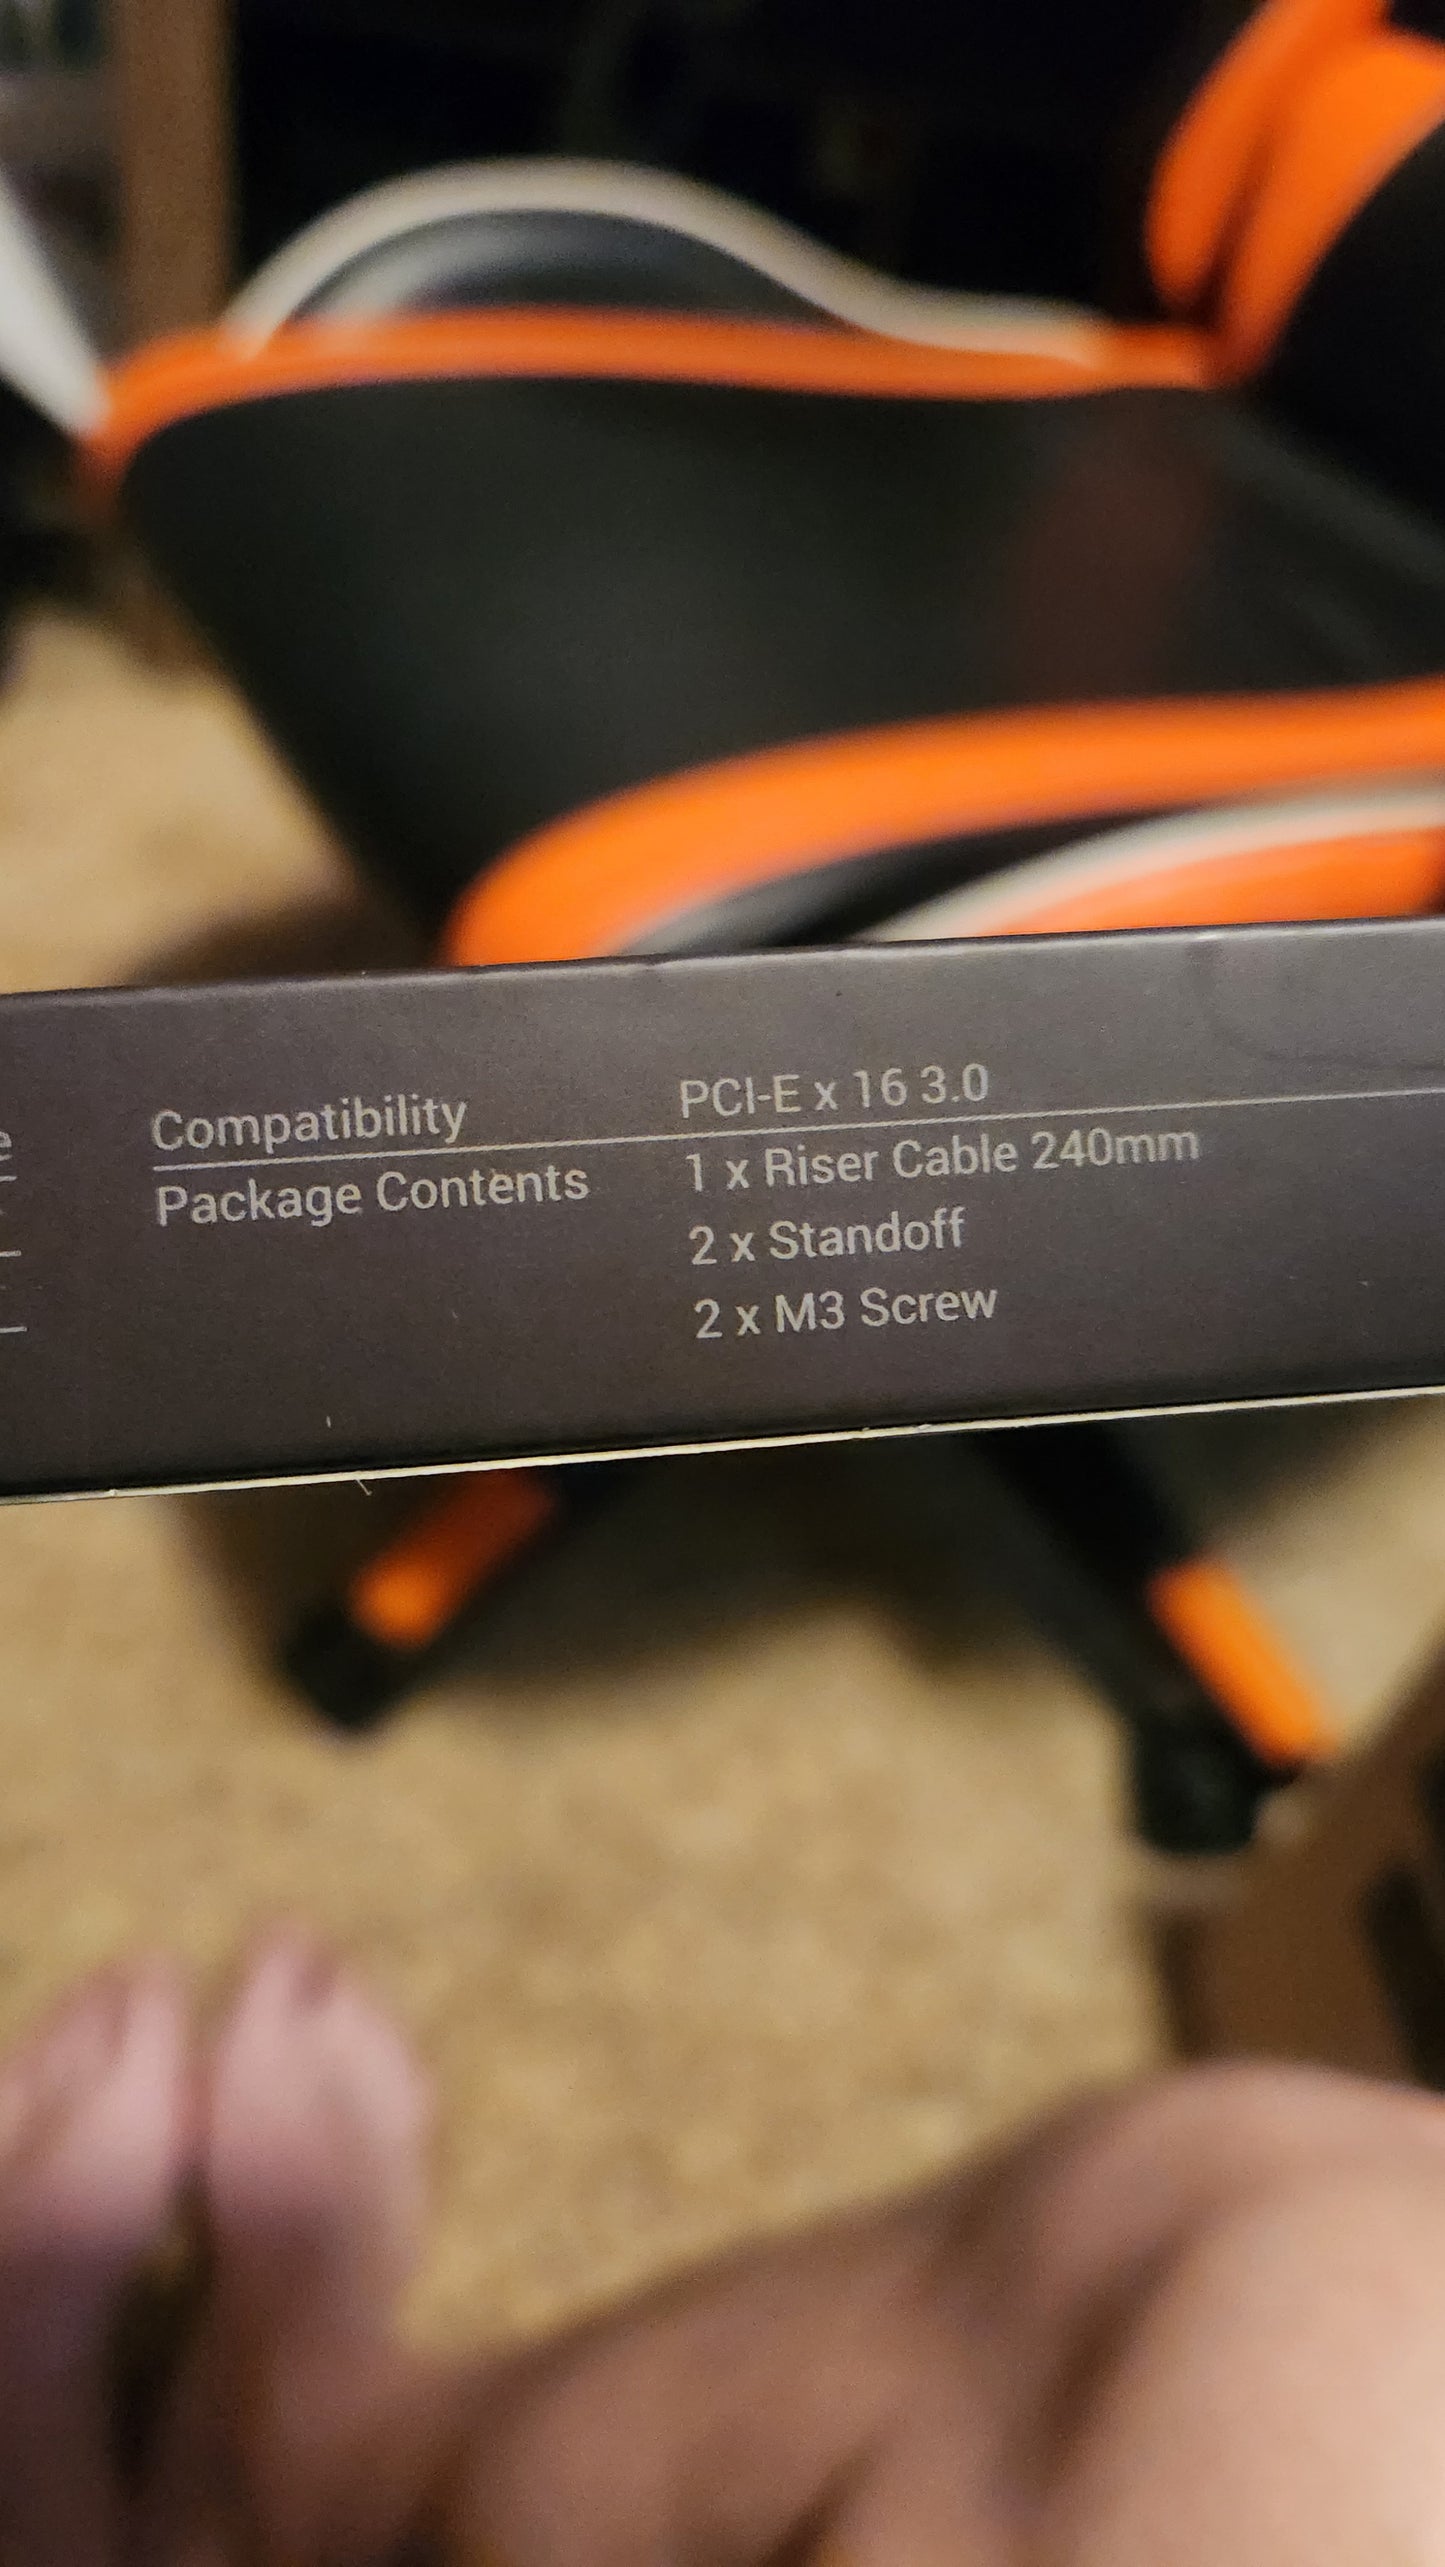 Compatibility PCI-E x 16 3.0
Package Contents 1 x Riser Cable 240mm
2 x Standoff
2 x M3 Screw